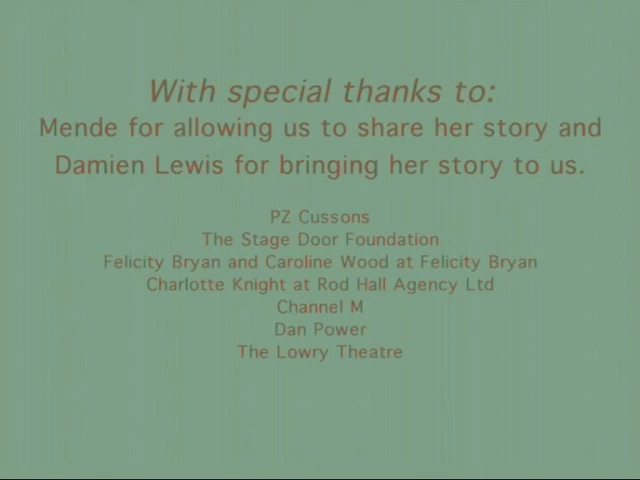 With special thanks to:
Mende for allowing us to share her story and
Damien Lewis for bringing her story to us.
PZ Cussons
The Stage Door Foundation
Felicity Bryan and Caroline Wood at Felicity Bryan
Charlotte Knight at Rod Hall Agency Ltd
Channel M
Dan Power
The Lowry Theatre